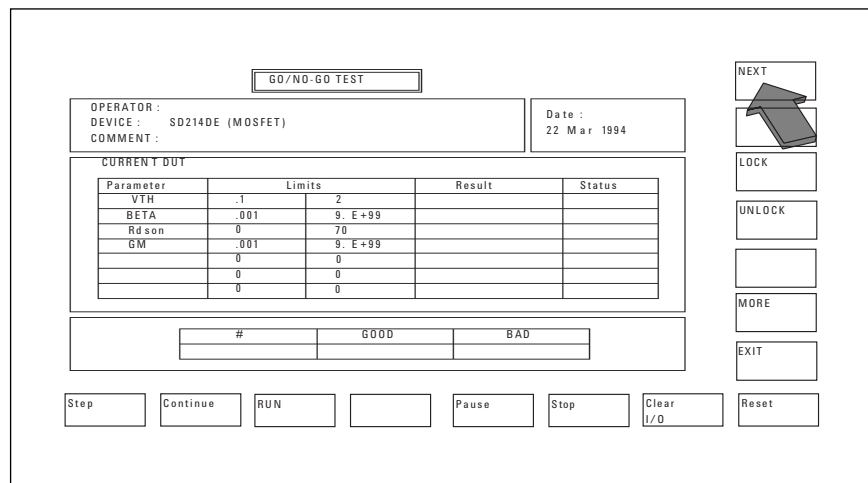 GO/NO-GO TEST
NEXT
OPERATOR :
DEVICE : SD214DE (MOSFET)
COMMENT :
Date :
22 Mar 1994
LOCK
CURRENT DUT
Parameter Limits Result Status
VTH .1 2
BETA .001 9. E+99
Rdson 0 70
GM .001 9. E+99
0 0
0 0
0 0
UNLOCK
MORE
# GOOD BAD
EXIT
Step Continue RUN Pause Stop Clear I/O Reset